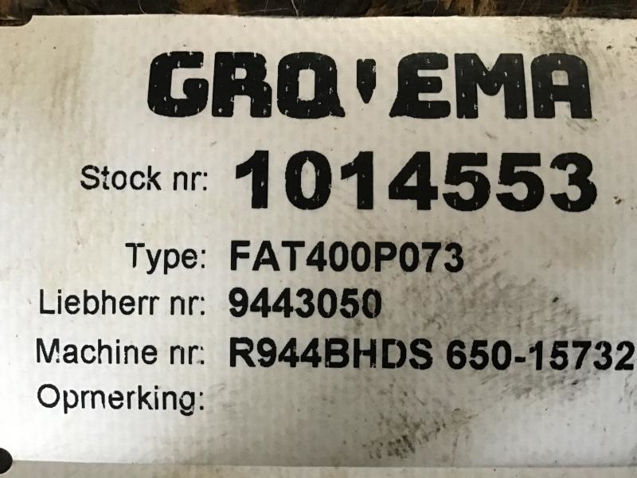 GROEMA
Stock nr: 1014553
Type: FAT400P073
Liebherr nr: 9443050
Machine nr: R944BHDS 650-15732
Opmerking: